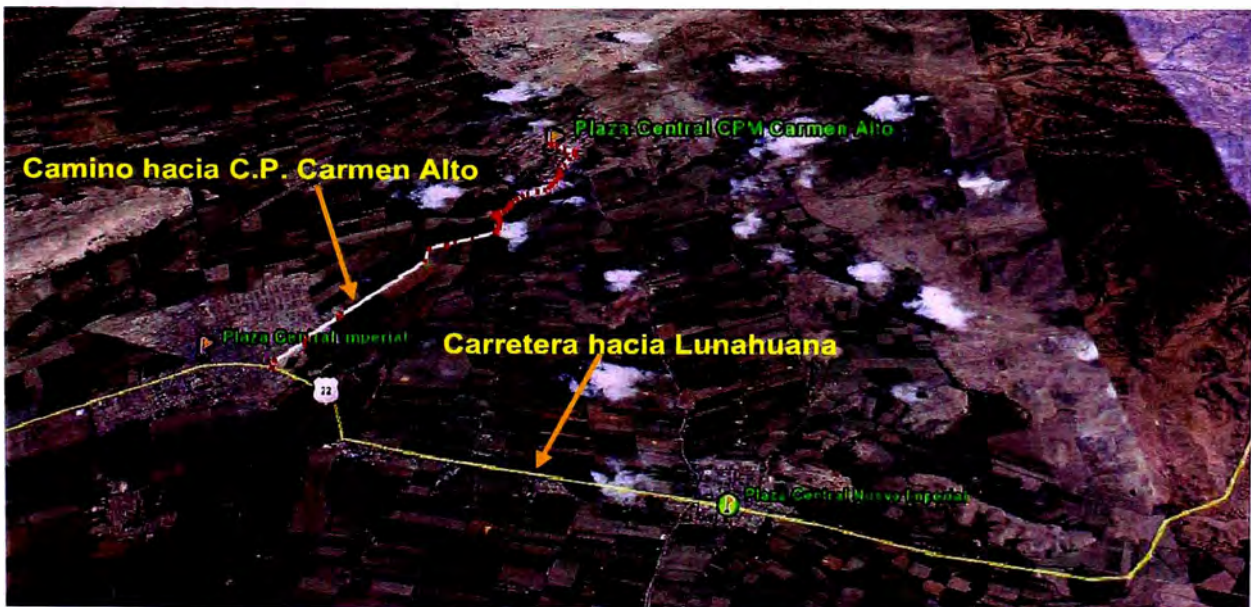 Plaza Central CPM Carmen Alto
Camino hacia C.P. Carmen Alto
Plaza Central Imperial
Carretera hacia Lunahuana
22
Plaza Central Nuevo Imperial